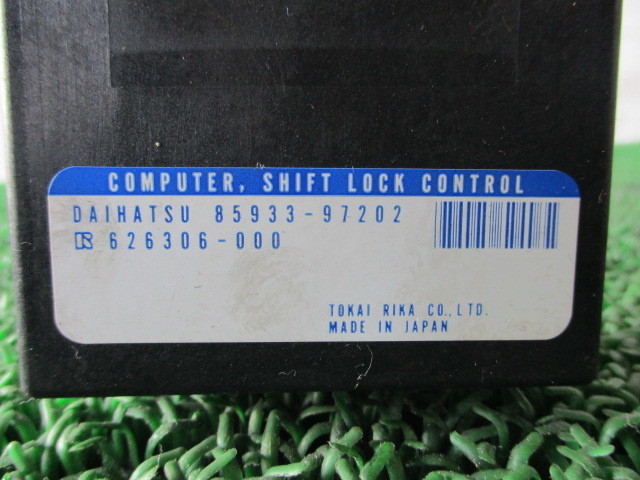 COMPUTER, SHIFT LOCK CONTROL
DAIHATSU 85933-97202
626306-000
TOKAI RIKA CO.,LTD.
MADE IN JAPAN